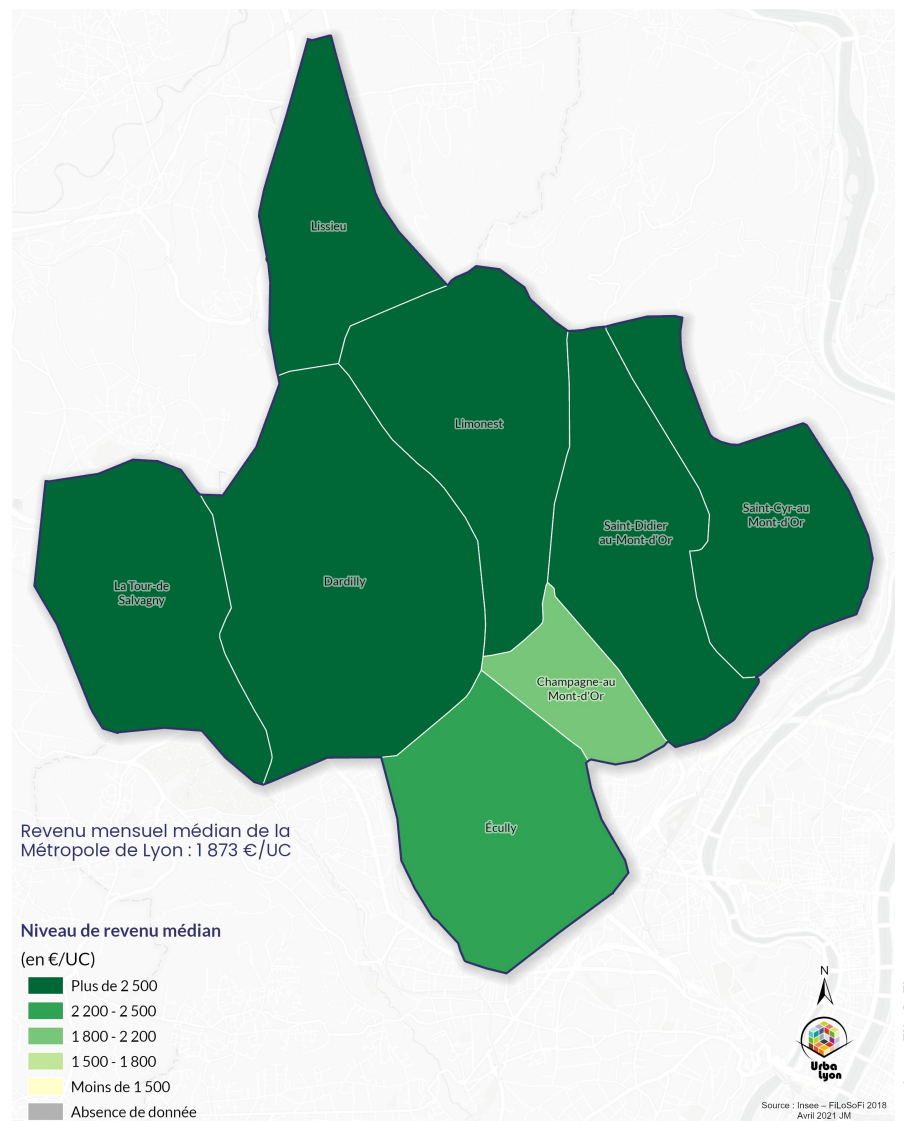 Lissieu
Limonest
Saint-Cyr-au
Mont-d'Or
Saint-Didier
au-Mont-d'Or
Dardilly
La Tour-de
Salvagny
Champagne-au
Mont-d'Or
Écully
Revenu mensuel médian de la
Métropole de Lyon : 1 873 €/UC
Niveau de revenu médian
(en €/UC)
Plus de 2 500
2 200 - 2 500
1 800 - 2 200
1 500 - 1 800
Moins de 1 500
Absence de donnée
N
Urba
Lyon
Source : Insee – FiLoSoFi 2018
Avril 2021 JM